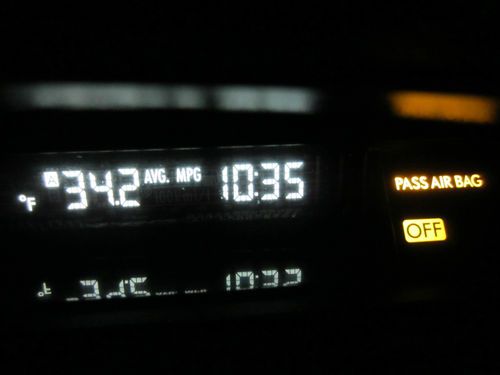 A 34.2 AVG. MPG 10:35
°F
PASS AIR BAG
OFF